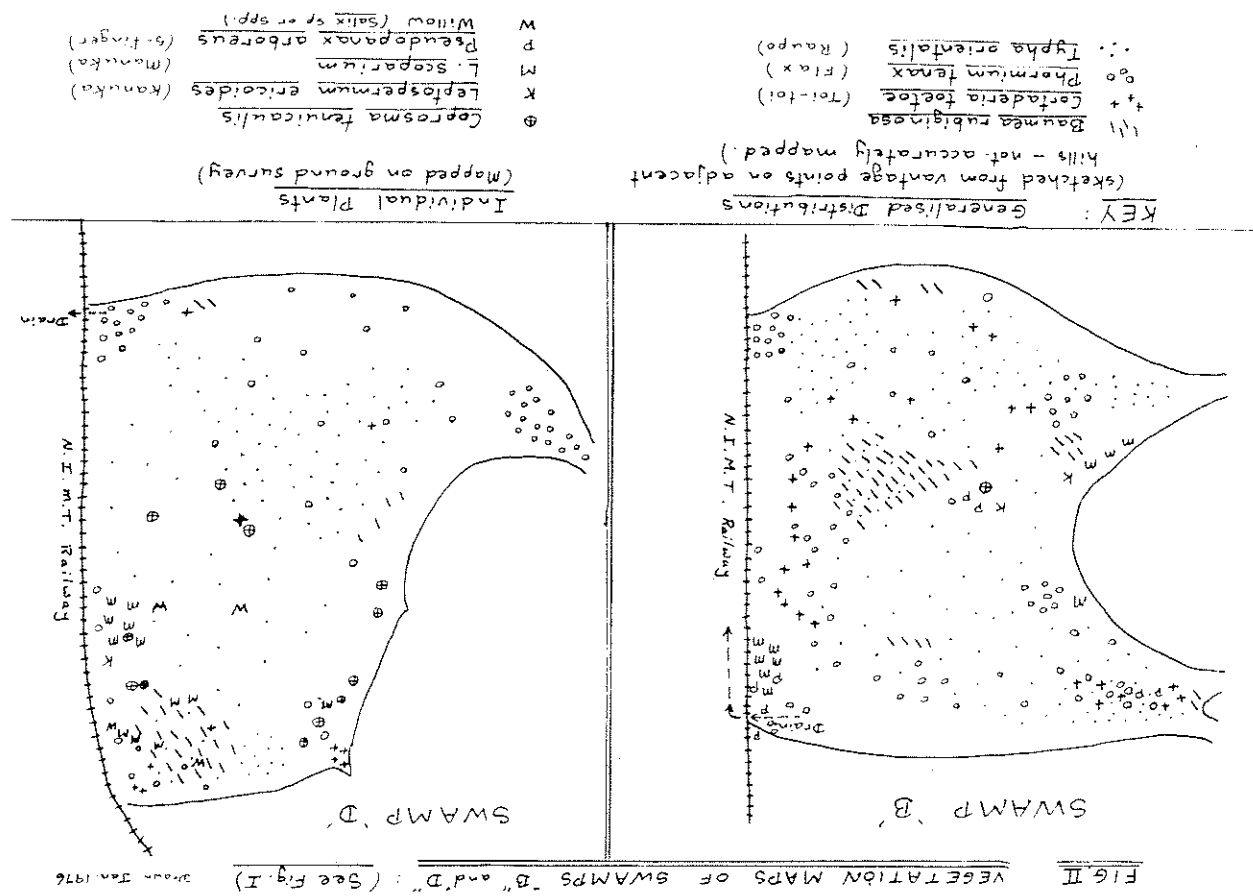 FIG II VEGETATION MAPS OF SWAMPS "B" and "D": (See Fig. I) Drawn Jan. 1976
SWAMP 'B'
SWAMP 'D'
Drain
N.I.M.T. Railway
N.I.M.T. Railway
Drain
KEY: Generalised Distributions
(sketched from vantage points on adjacent
hills - not accurately mapped.)
Baumea rubiginosa
Cortaderia toetoe (Toi-toi)
Phormium tenax (Flax)
Typha orientalis (Raupo)
Individual Plants
(Mapped on ground survey)
Coprosma tenuicaulis
K Leptospermum ericoides (Kanuka)
M L. Scoparium (Manuka)
P Pseudopanax arboreus (5-finger)
W Willow (Salix sp or spp.)